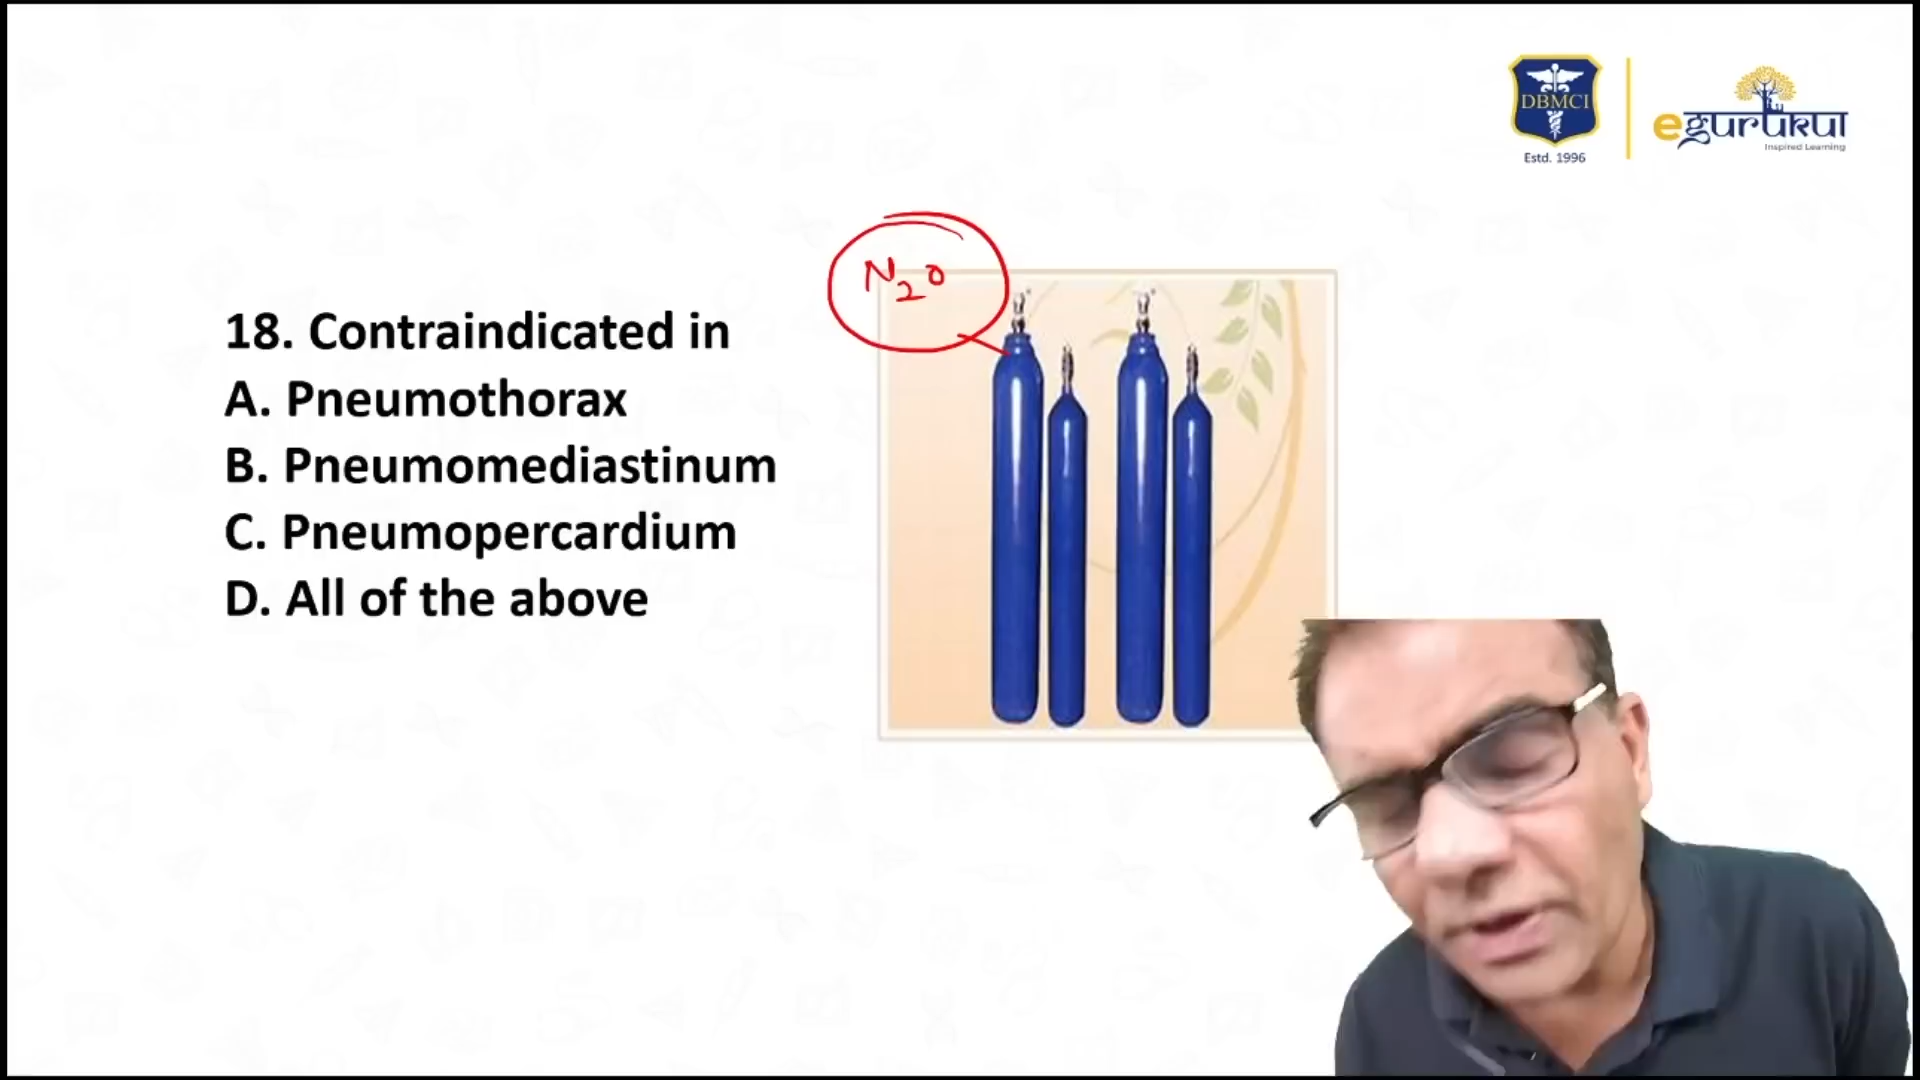 DBMCI
Estd. 1996
egurukul
Inspired Learning
N₂O
18. Contraindicated in
A. Pneumothorax
B. Pneumomediastinum
C. Pneumopercardium
D. All of the above